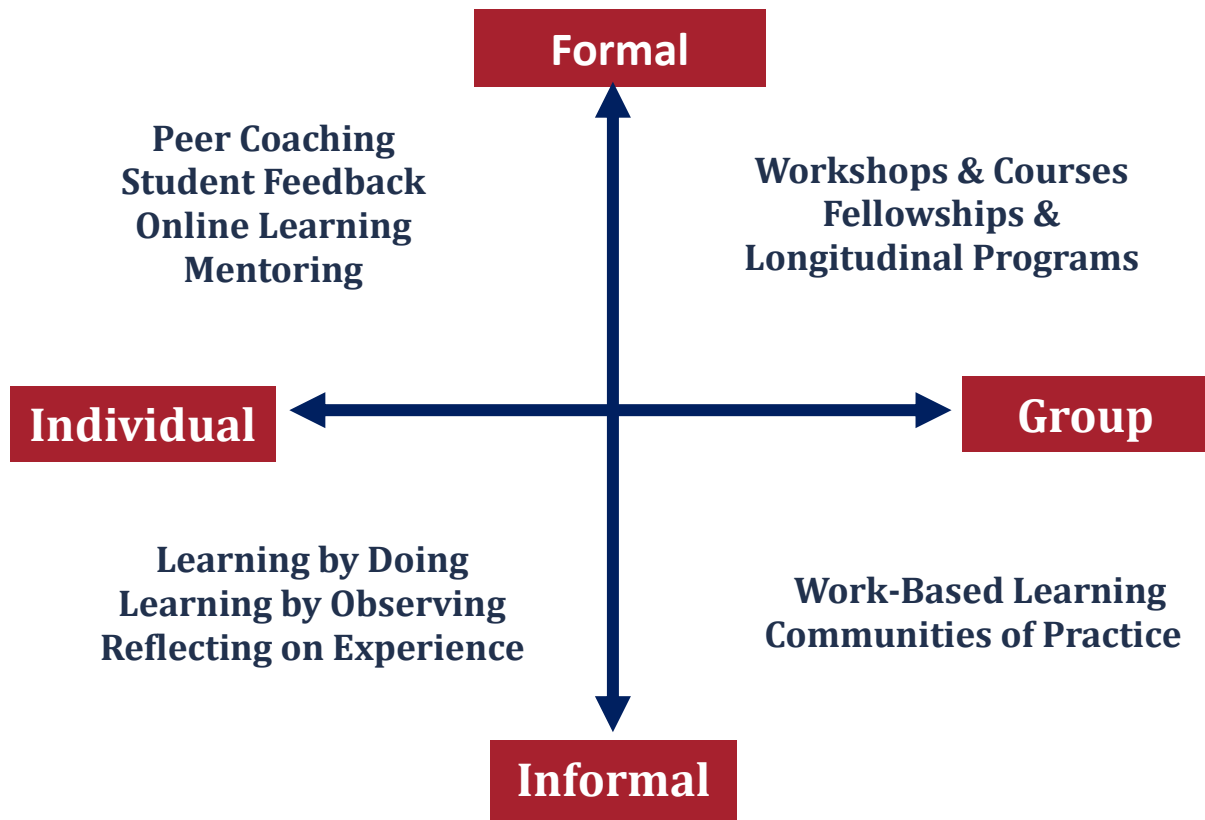 Formal
Peer Coaching
Student Feedback
Online Learning
Mentoring
Workshops & Courses
Fellowships &
Longitudinal Programs
Individual
Group
Learning by Doing
Learning by Observing
Reflecting on Experience
Work-Based Learning
Communities of Practice
Informal